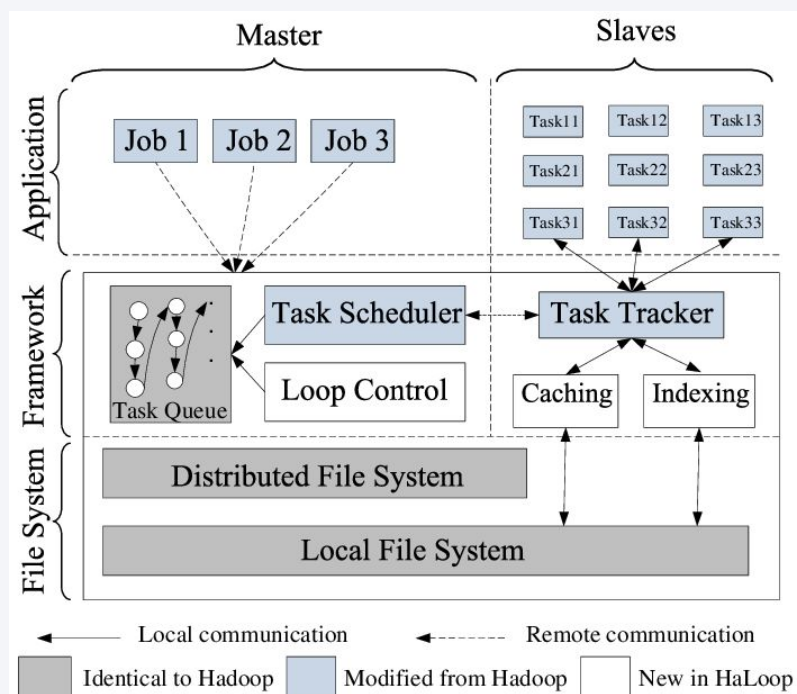 Master
Slaves
Application
Job 1
Job 2
Job 3
Task11
Task12
Task13
Task21
Task22
Task23
Task31
Task32
Task33
Framework
Task Queue
Task Scheduler
Loop Control
Task Tracker
Caching
Indexing
File System
Distributed File System
Local File System
Local communication
Remote communication
Identical to Hadoop
Modified from Hadoop
New in HaLoop